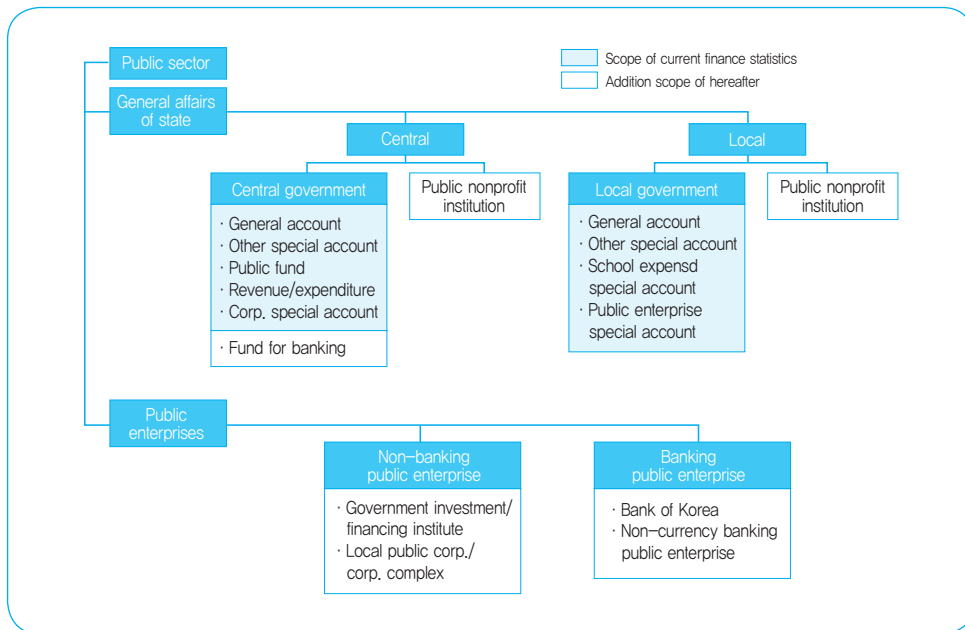 Public sector
Scope of current finance statistics
Addition scope of hereafter
General affairs
of state
Central
Local
Central government
· General account
· Other special account
· Public fund
· Revenue/expenditure
· Corp. special account
· Fund for banking
Public nonprofit
institution
Local government
· General account
· Other special account
· School expensd
special account
· Public enterprise
special account
Public nonprofit
institution
Public
enterprises
Non-banking
public enterprise
· Government investment/
financing institute
· Local public corp./
corp. complex
Banking
public enterprise
· Bank of Korea
· Non-currency banking
public enterprise